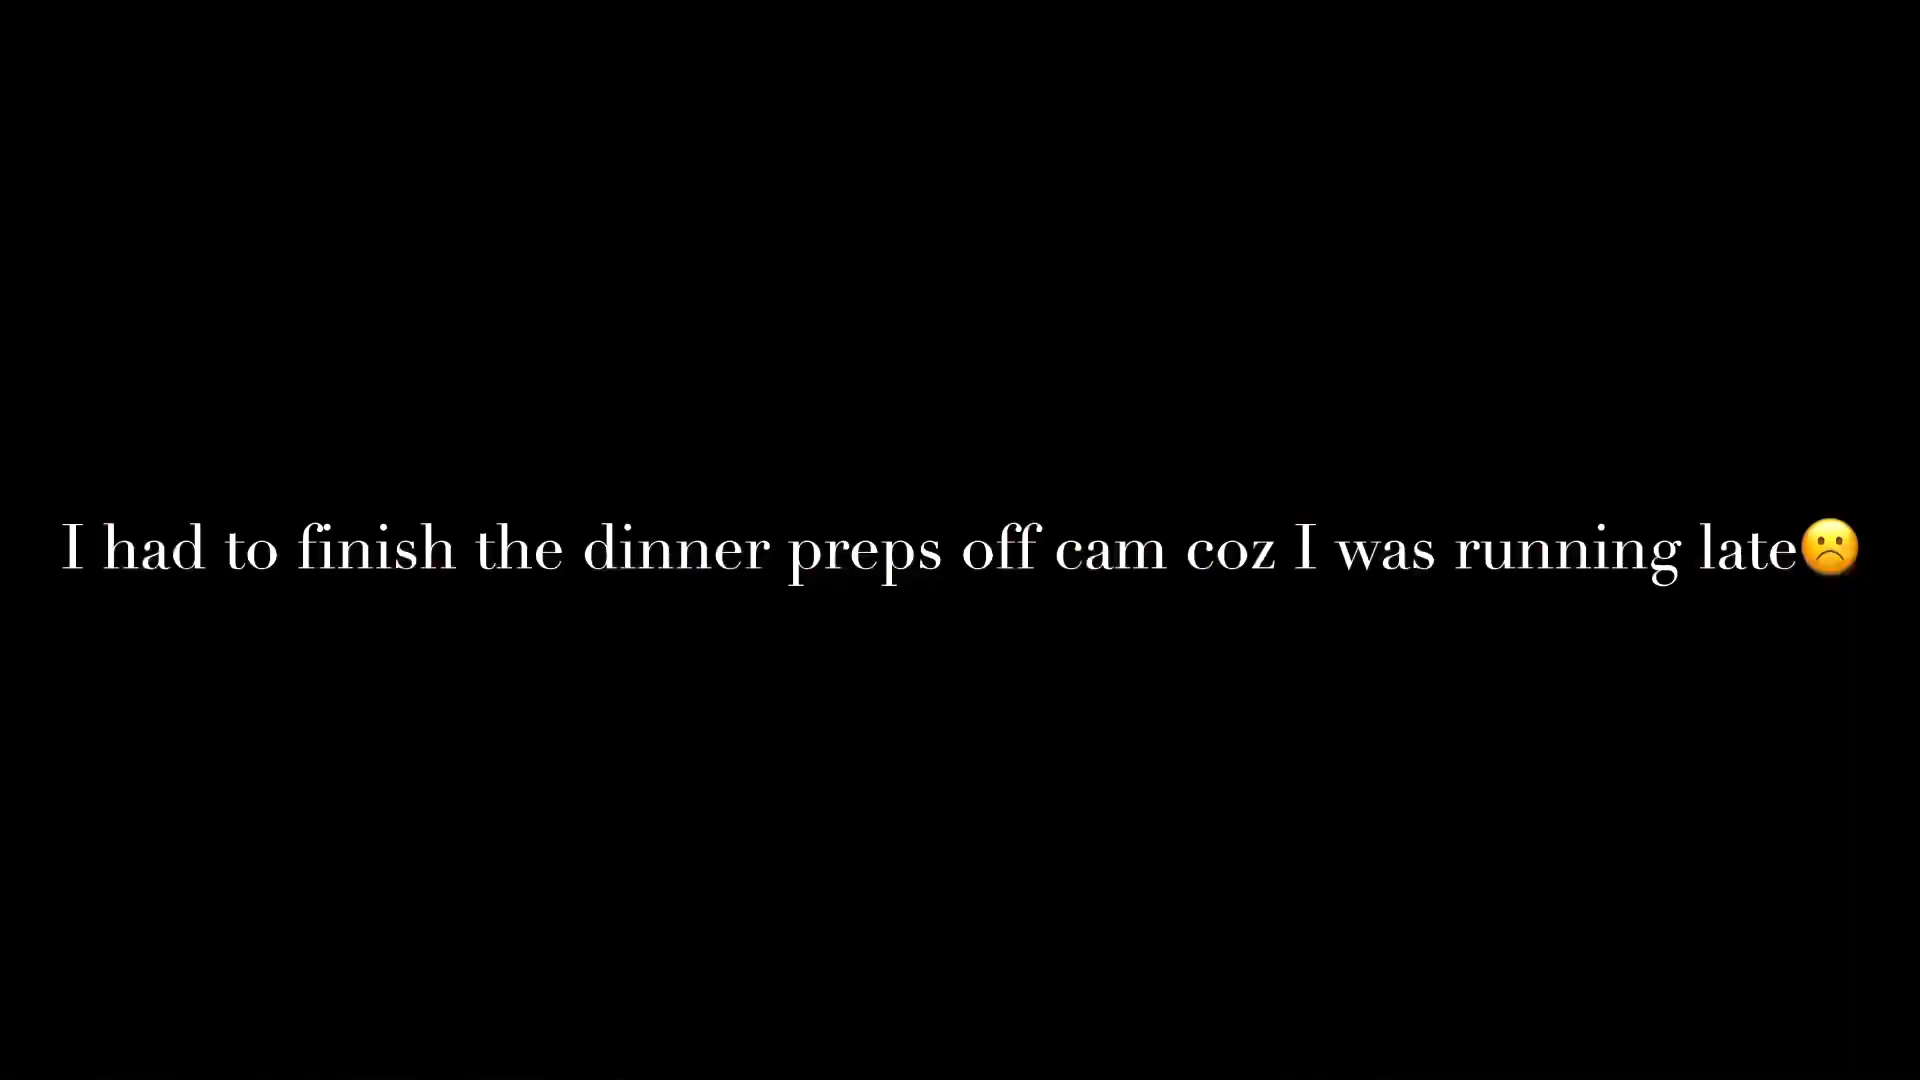 I had to finish the dinner preps off cam coz I was running late☹️